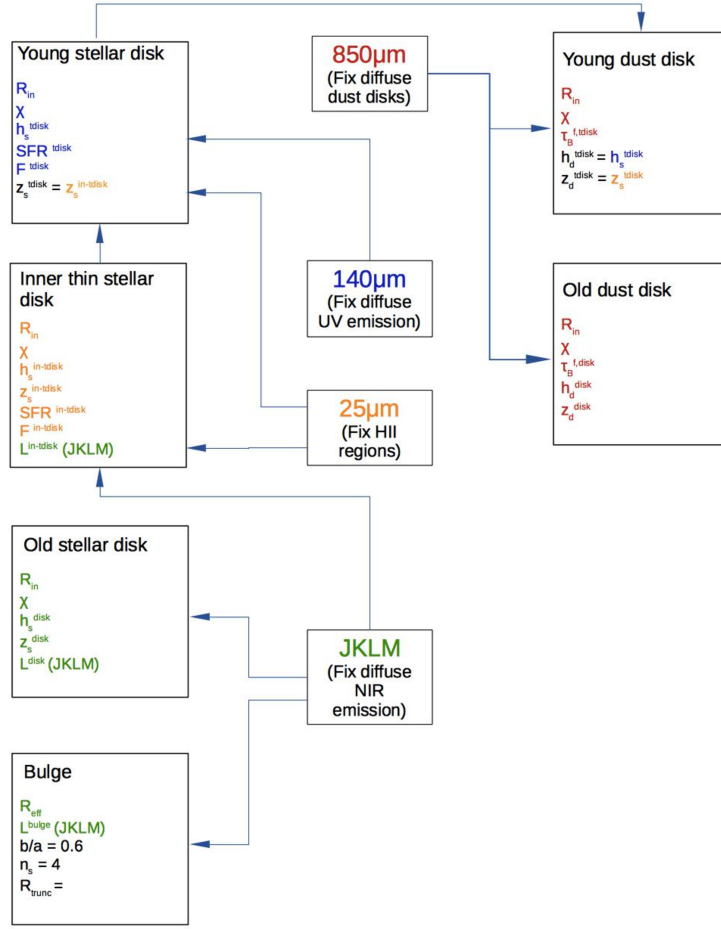 Young stellar disk
R_in
χ
h_s^tdisk
SFR^tdisk
F^tdisk
z_s^tdisk = z_s^in-tdisk
850μm
(Fix diffuse
dust disks)
Young dust disk
R_in
χ
τ_B^f,tdisk
h_d^tdisk = h_s^tdisk
z_d^tdisk = z_s^tdisk
Inner thin stellar
disk
R_in
χ
h_s^in-tdisk
z_s^in-tdisk
SFR^in-tdisk
F^in-tdisk
L^in-tdisk (JKLM)
140μm
(Fix diffuse
UV emission)
Old dust disk
R_in
χ
τ_B^f,disk
h_d^disk
z_d^disk
25μm
(Fix HII
regions)
Old stellar disk
R_in
χ
h_s^disk
z_s^disk
L^disk (JKLM)
JKLM
(Fix diffuse
NIR
emission)
Bulge
R_eff
L^bulge (JKLM)
b/a = 0.6
n_s = 4
R_trunc =